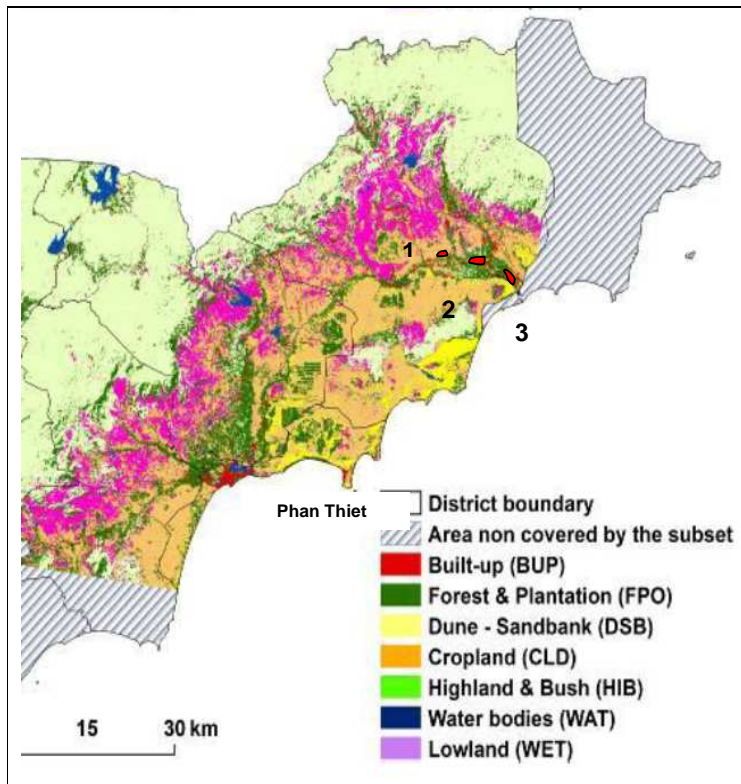 1
2
3
Phan Thiet
District boundary
Area non covered by the subset
Built-up (BUP)
Forest & Plantation (FPO)
Dune - Sandbank (DSB)
Cropland (CLD)
Highland & Bush (HIB)
Water bodies (WAT)
Lowland (WET)
15 30 km